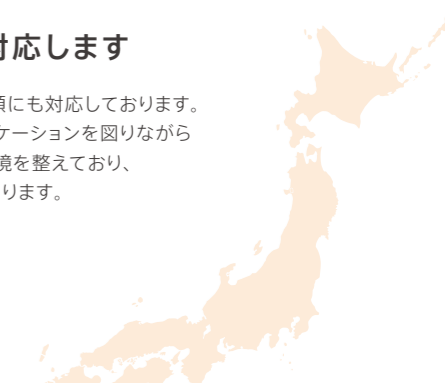 対応します
頃にも対応しております。
ケーションを図りながら
境を整えており、
ります。